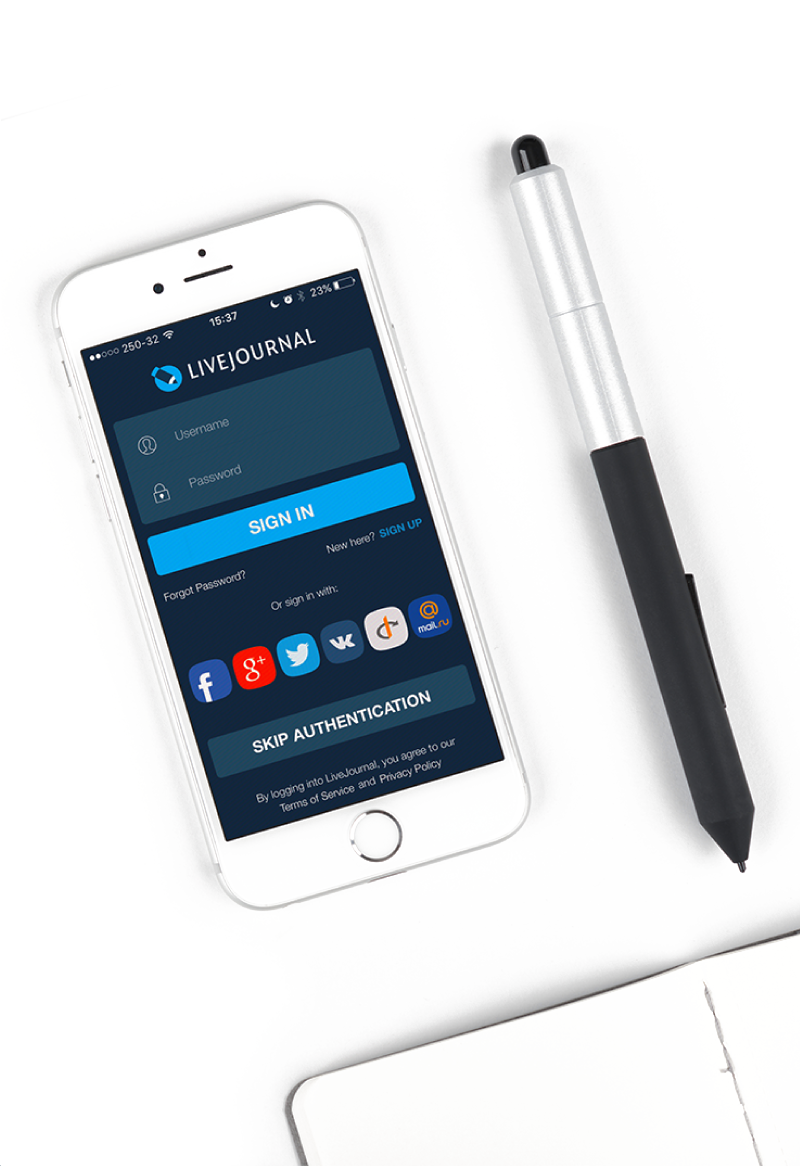 250-32 15:37 23%
LIVEJOURNAL
Username
Password
SIGN IN
New here? SIGN UP
Forgot Password?
Or sign in with:
f g+ @
mail.ru
SKIP AUTHENTICATION
By logging into LiveJournal, you agree to our
Terms of Service and Privacy Policy